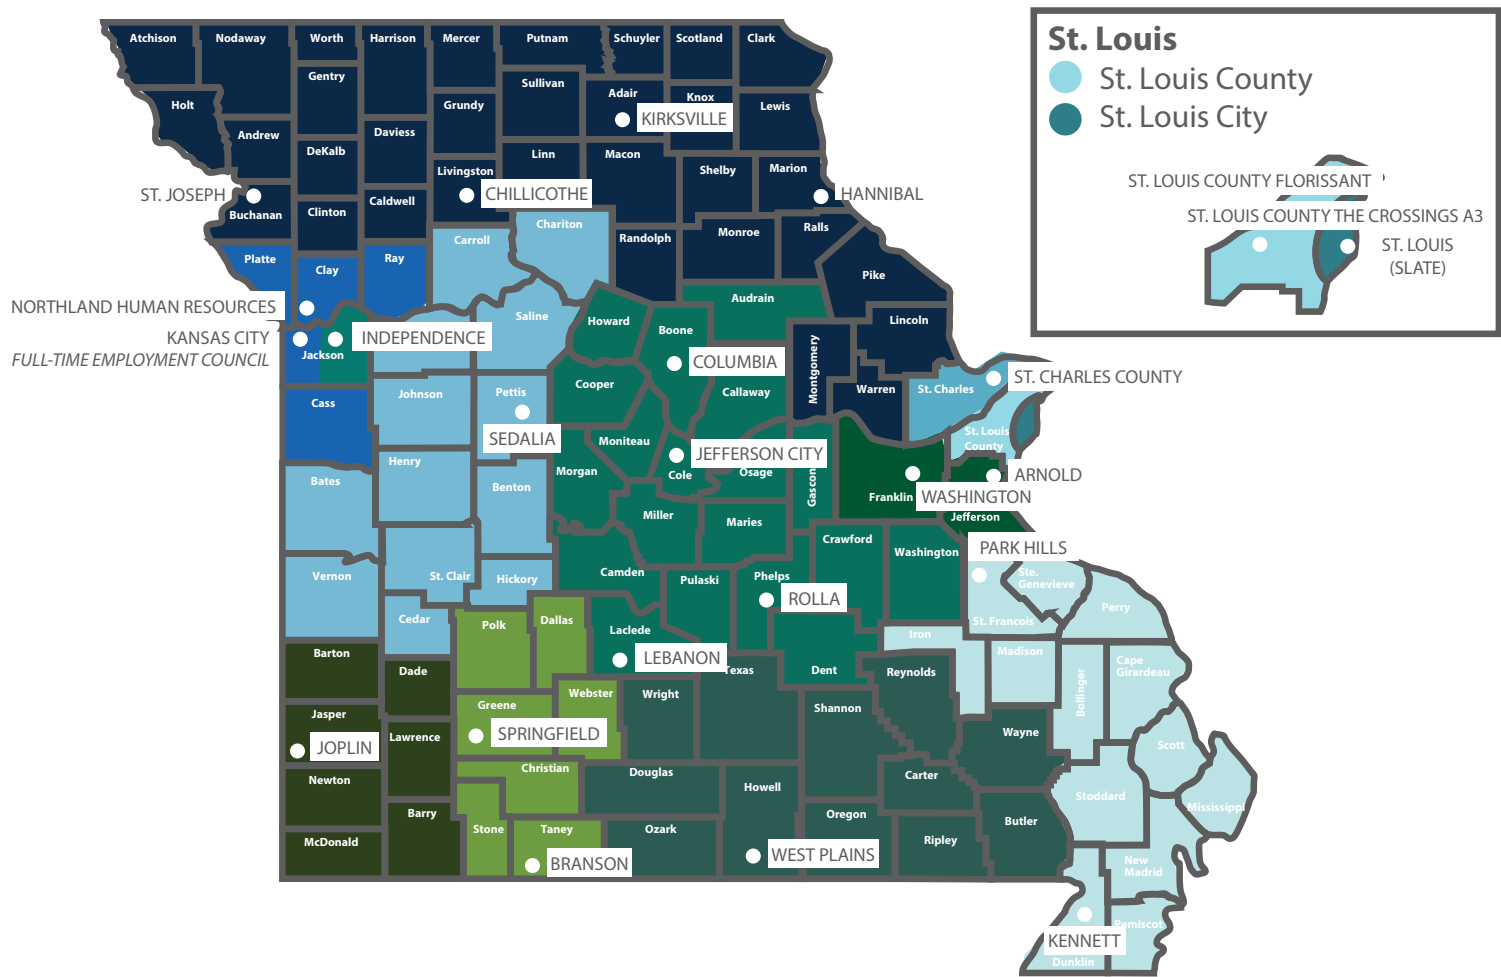 Atchison
Nodaway
Worth
Harrison
Mercer
Putnam
Schuyler
Scotland
Clark
St. Louis
St. Louis County
St. Louis City
Gentry
Sullivan
Holt
Grundy
Adair
Knox
Lewis
KIRKSVILLE
Andrew
Daviess
DeKalb
Linn
Macon
Livingston
Shelby
Marion
ST. LOUIS COUNTY FLORISSANT
ST. JOSEPH
CHILLICOTHE
HANNIBAL
Buchanan
Clinton
Caldwell
ST. LOUIS COUNTY THE CROSSINGS A3
Chariton
Carroll
Randolph
Monroe
Ralls
ST. LOUIS
(SLATE)
Platte
Clay
Ray
Pike
Audrain
NORTHLAND HUMAN RESOURCES
Saline
Howard
Boone
Lincoln
KANSAS CITY
INDEPENDENCE
FULL-TIME EMPLOYMENT COUNCIL
Jackson
COLUMBIA
Montgomery
ST. CHARLES COUNTY
Cooper
Callaway
Warren
St. Charles
Cass
Johnson
Pettis
SEDALIA
Moniteau
St. Louis
County
JEFFERSON CITY
Henry
Morgan
Cole
Osage
Gascon
ARNOLD
Bates
Benton
Franklin
WASHINGTON
Miller
Maries
Jefferson
Crawford
Washington
PARK HILLS
Vernon
St. Clair
Hickory
Camden
Pulaski
Phelps
ROLLA
Ste.
Genevieve
Perry
Cedar
Polk
Dallas
Laclede
St. Francois
Iron
Barton
LEBANON
Madison
Dade
Texas
Dent
Reynolds
Bollinger
Cape
Girardeau
Jasper
Greene
Webster
Wright
Shannon
JOPLIN
Lawrence
SPRINGFIELD
Wayne
Scott
Newton
Christian
Douglas
Howell
Carter
Stoddard
Mississippi
Barry
Stone
Taney
Ozark
Oregon
Ripley
Butler
McDonald
BRANSON
WEST PLAINS
New
Madrid
Pemiscot
KENNETT
Dunklin